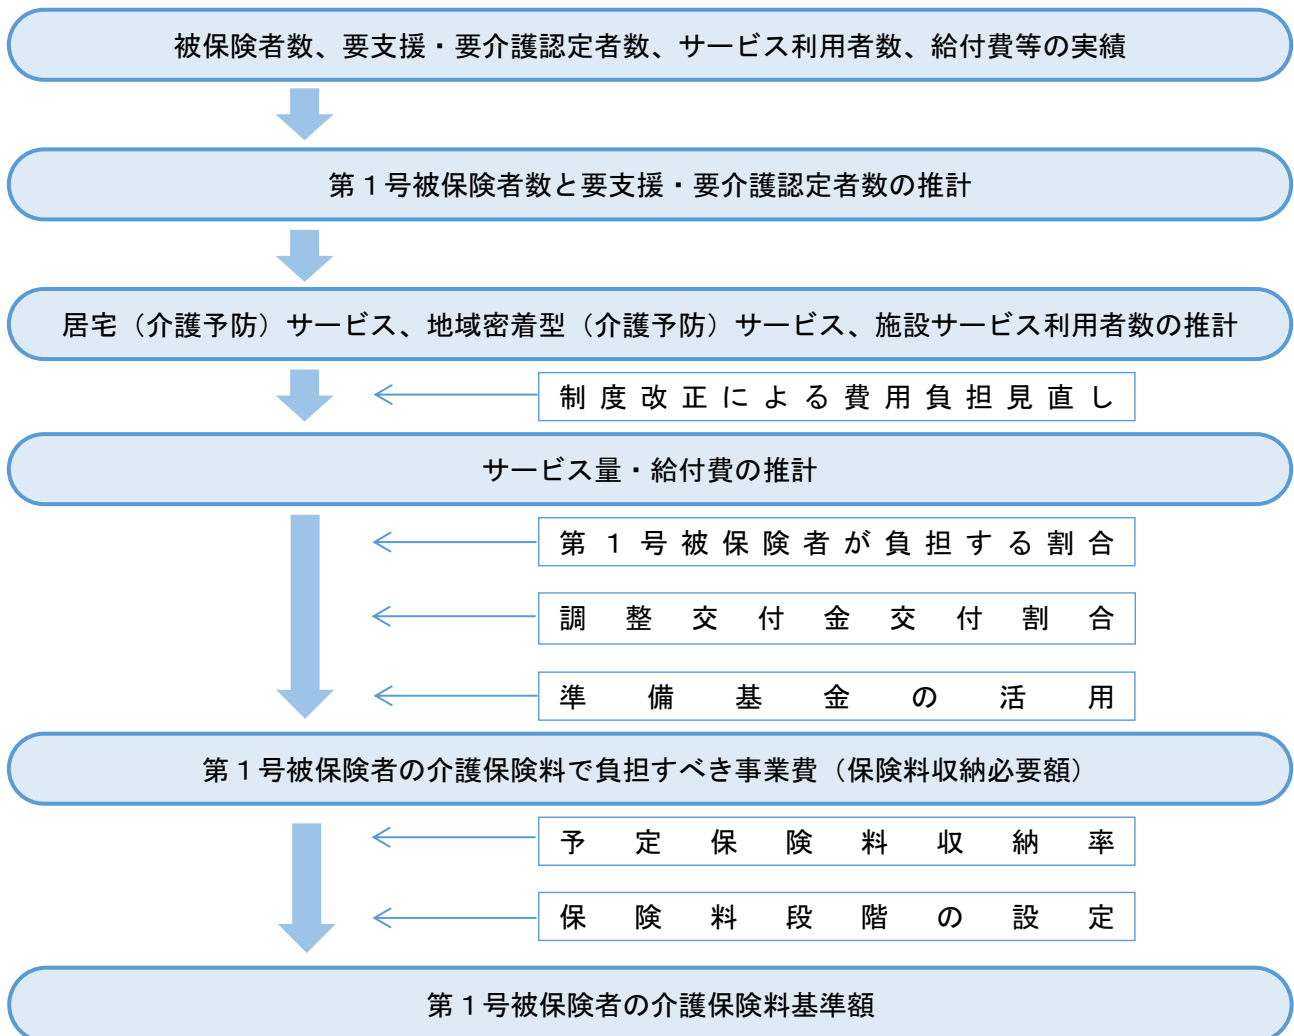 被保険者数、要支援・要介護認定者数、サービス利用者数、給付費等の実績
第１号被保険者数と要支援・要介護認定者数の推計
居宅（介護予防）サービス、地域密着型（介護予防）サービス、施設サービス利用者数の推計
制度改正による費用負担見直し
サービス量・給付費の推計
第１号被保険者が負担する割合
調整交付金交付割合
準備基金の活用
第１号被保険者の介護保険料で負担すべき事業費（保険料収納必要額）
予定保険料収納率
保険料段階の設定
第１号被保険者の介護保険料基準額